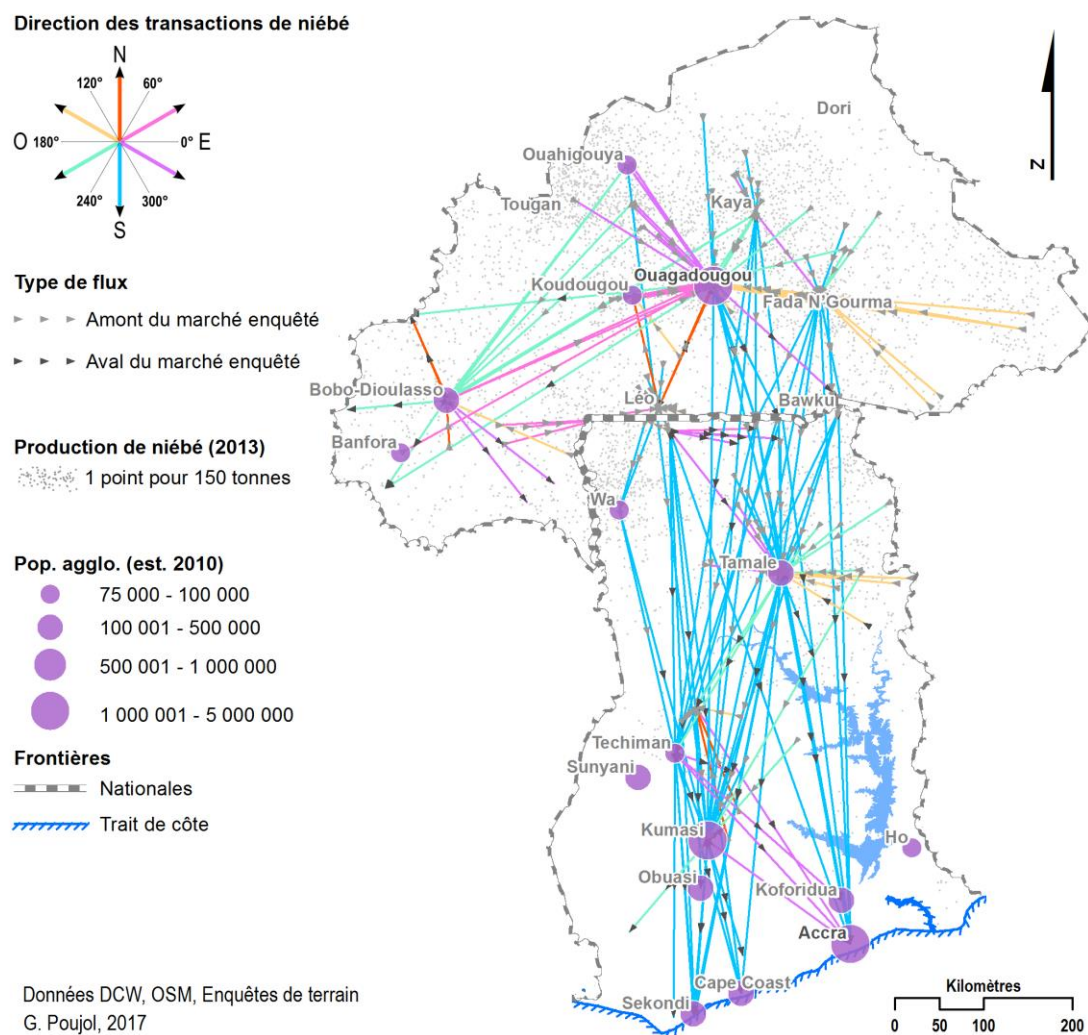 Direction des transactions de niébé
N
120°
60°
O
180°
0°
E
240°
300°
S
Type de flux
Amont du marché enquêté
Aval du marché enquêté
Production de niébé (2013)
1 point pour 150 tonnes
Pop. agglo. (est. 2010)
75 000 - 100 000
100 001 - 500 000
500 001 - 1 000 000
1 000 001 - 5 000 000
Frontières
Nationales
Trait de côte
Données DCW, OSM, Enquêtes de terrain
G. Poujol, 2017
N
Dori
Ouahigouya
Tougan
Kaya
Ouagadougou
Koudougou
Fada N'Gourma
Bobo-Dioulasso
Léo
Bawku
Banfora
Wa
Tamale
Techiman
Sunyani
Kumasi
Ho
Obuasi
Koforidua
Accra
Cape Coast
Sekondi
Kilomètres
0 50 100 200